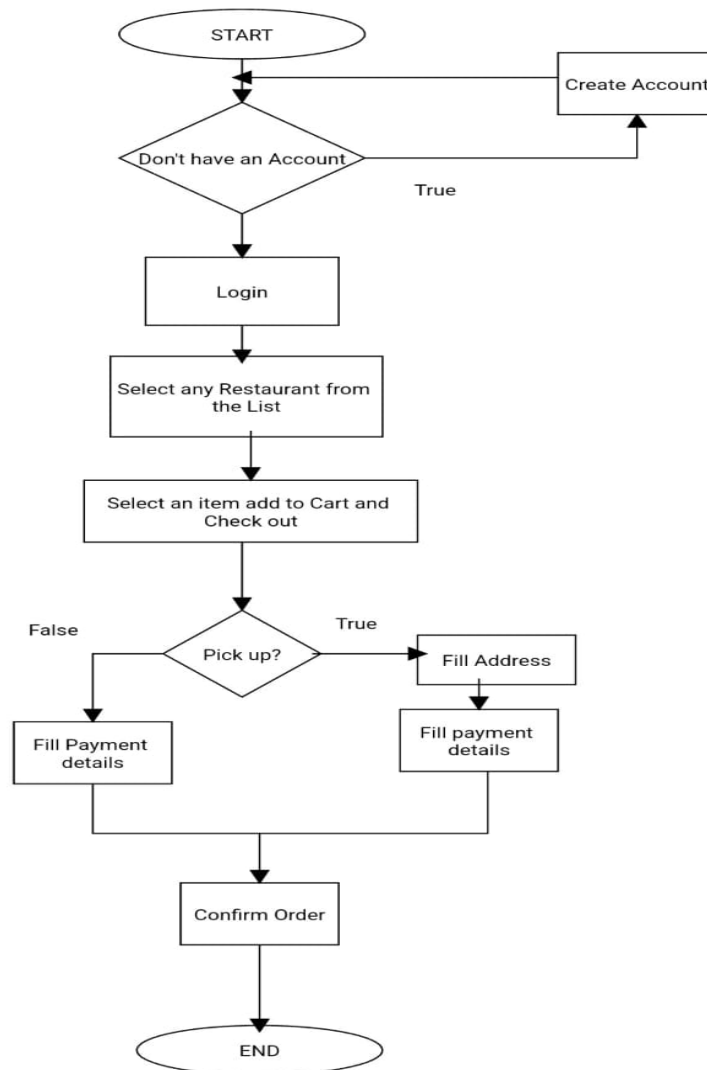 START
Create Account
Don't have an Account
True
Login
Select any Restaurant from
the List
Select an item add to Cart and
Check out
False
True
Pick up?
Fill Address
Fill Payment
details
Fill payment
details
Confirm Order
END